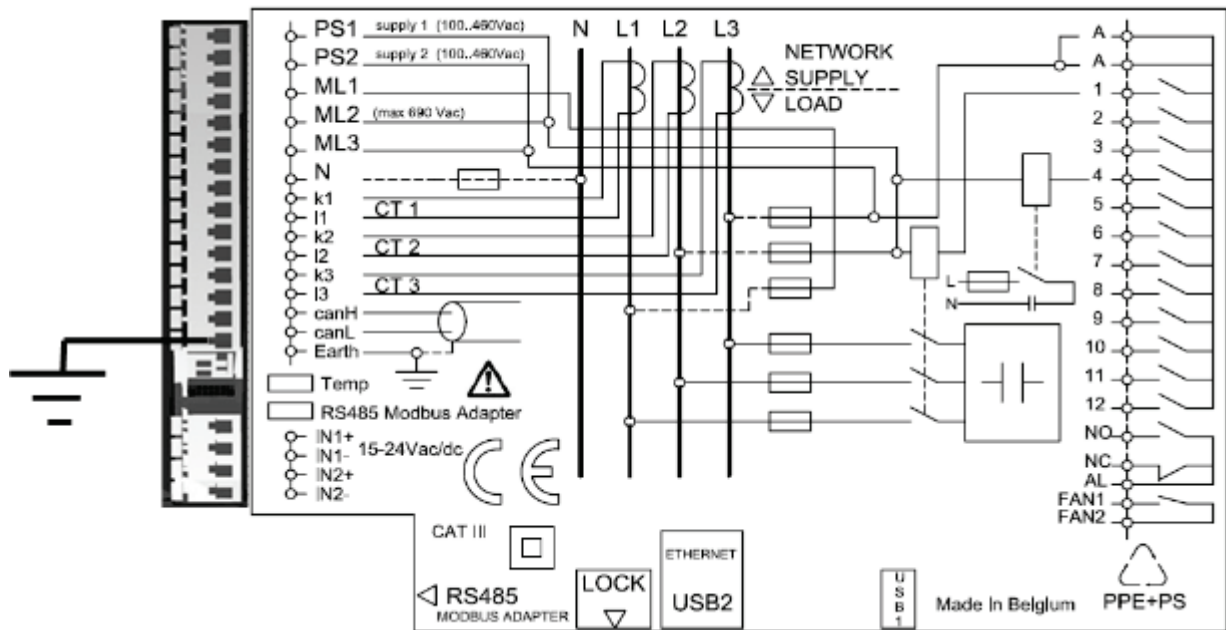 PS1 supply 1 (100..460Vac)
PS2 supply 2 (100..460Vac)
ML1
ML2 (max 690 Vac)
ML3
N
k1
l1 CT 1
k2
l2 CT 2
k3
l3 CT 3
canH
canL
Earth
Temp
RS485 Modbus Adapter
IN1+
IN1- 15-24Vac/dc
IN2+
IN2-
CE
N L1 L2 L3
NETWORK
SUPPLY
LOAD
L
N
A
A
1
2
3
4
5
6
7
8
9
10
11
12
NO
NC
AL
FAN1
FAN2
CAT III
RS485
MODBUS ADAPTER
LOCK
ETHERNET
USB2
USB1
Made In Belgium
PPE+PS